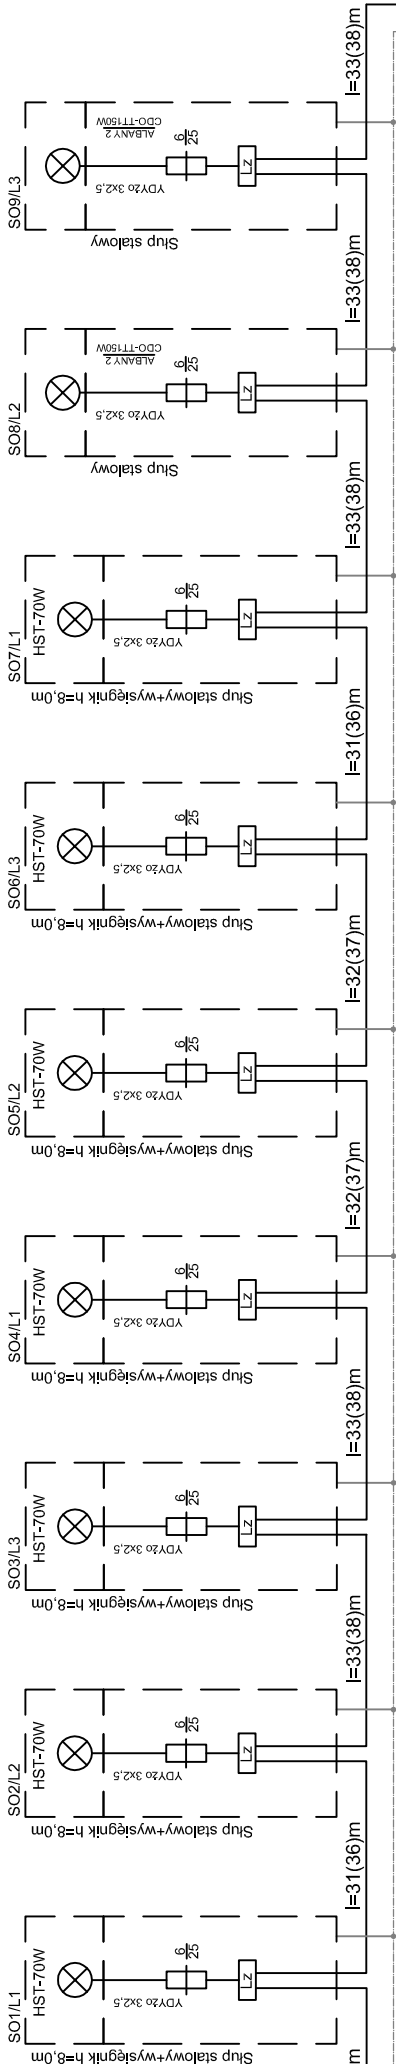 l=33(38)m
SO9/L3
ALBANY 2
CDO-TT150W
YDYżo 3x2,5
6
25
Lz
Słup stalowy
l=33(38)m
SO8/L2
ALBANY 2
CDO-TT150W
YDYżo 3x2,5
6
25
Lz
Słup stalowy
l=33(38)m
SO7/L1
HST-70W
YDYżo 3x2,5
6
25
Lz
Słup stalowy+wysięgnik h=8,0m
l=31(36)m
SO6/L3
HST-70W
YDYżo 3x2,5
6
25
Lz
Słup stalowy+wysięgnik h=8,0m
l=32(37)m
SO5/L2
HST-70W
YDYżo 3x2,5
6
25
Lz
Słup stalowy+wysięgnik h=8,0m
l=32(37)m
SO4/L1
HST-70W
YDYżo 3x2,5
6
25
Lz
Słup stalowy+wysięgnik h=8,0m
l=33(38)m
SO3/L3
HST-70W
YDYżo 3x2,5
6
25
Lz
Słup stalowy+wysięgnik h=8,0m
l=33(38)m
SO2/L2
HST-70W
YDYżo 3x2,5
6
25
Lz
Słup stalowy+wysięgnik h=8,0m
l=31(36)m
SO1/L1
HST-70W
YDYżo 3x2,5
6
25
Lz
Słup stalowy+wysięgnik h=8,0m
m